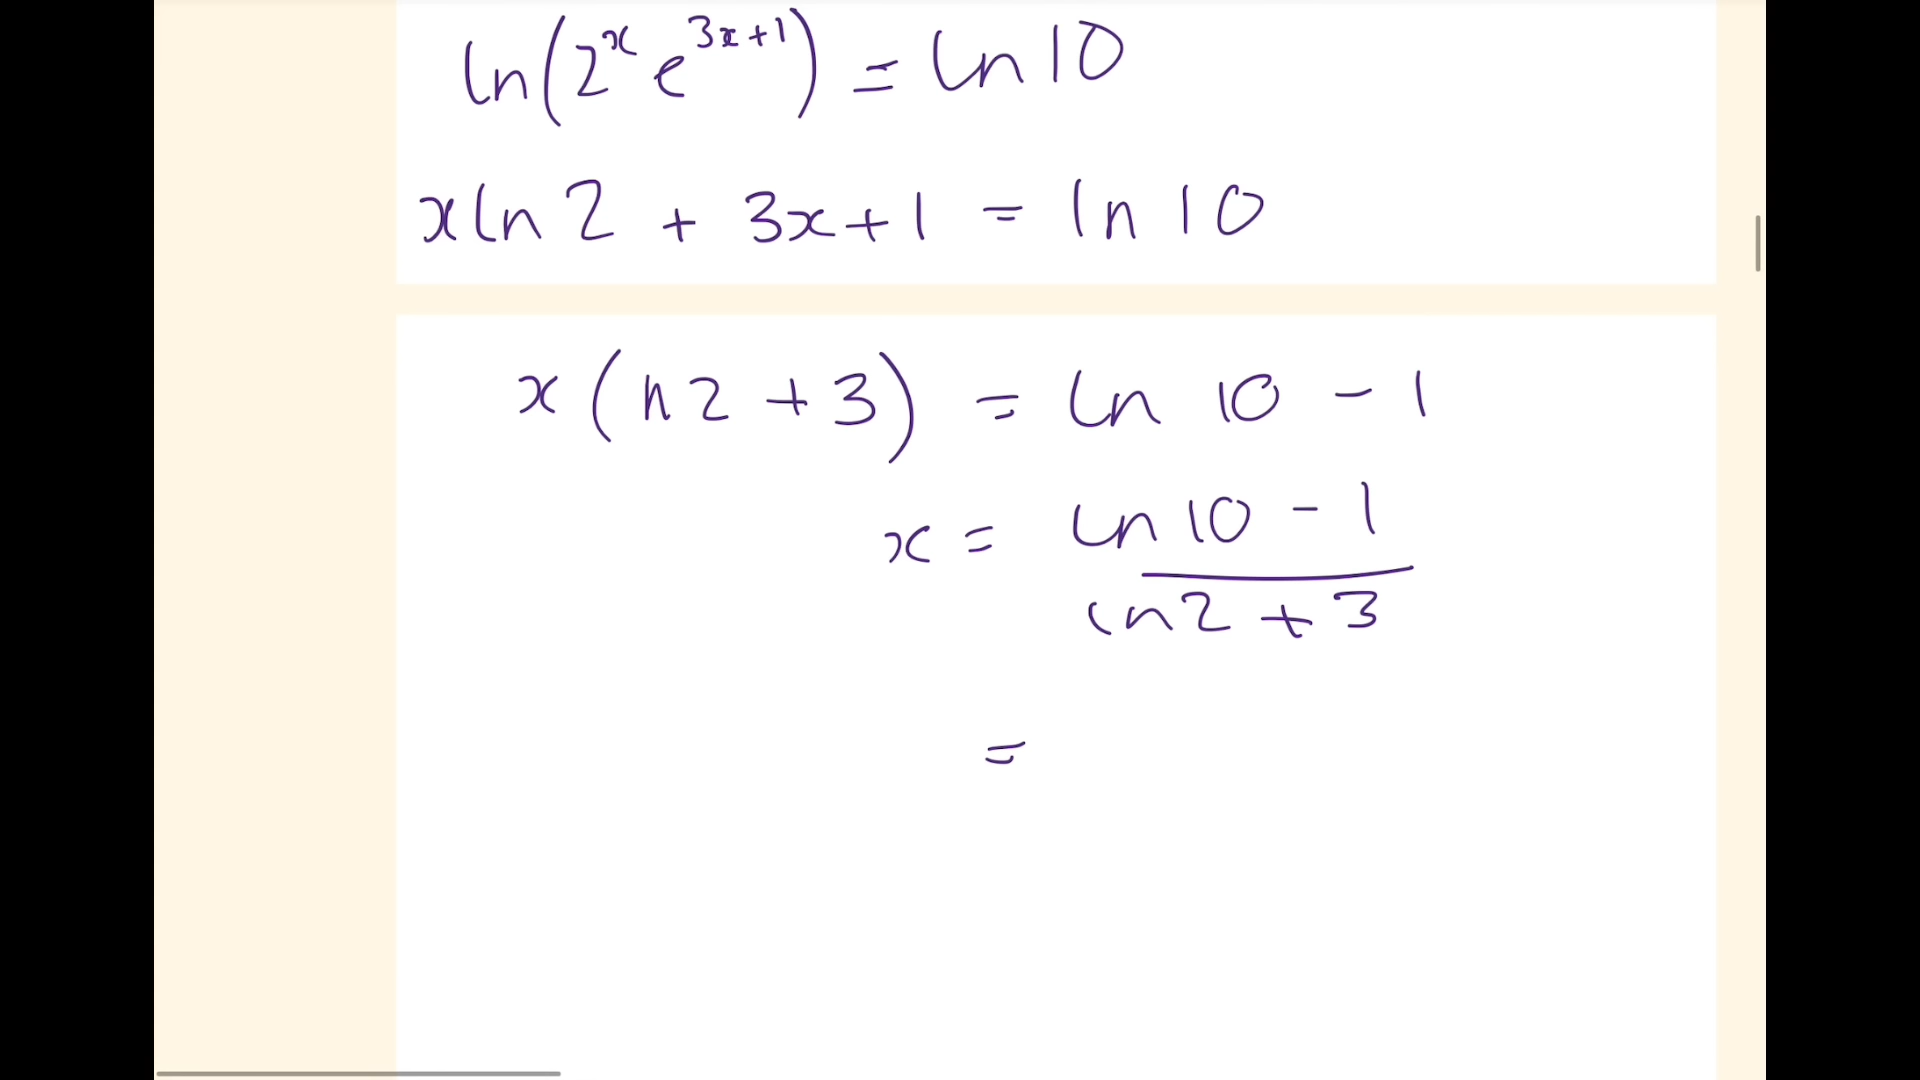 ln(2^x e^{3x+1}) = ln 10
x ln 2 + 3x + 1 = ln 10
x(ln 2 + 3) = ln 10 - 1
x = \frac{ln 10 - 1}{ln 2 + 3}
=